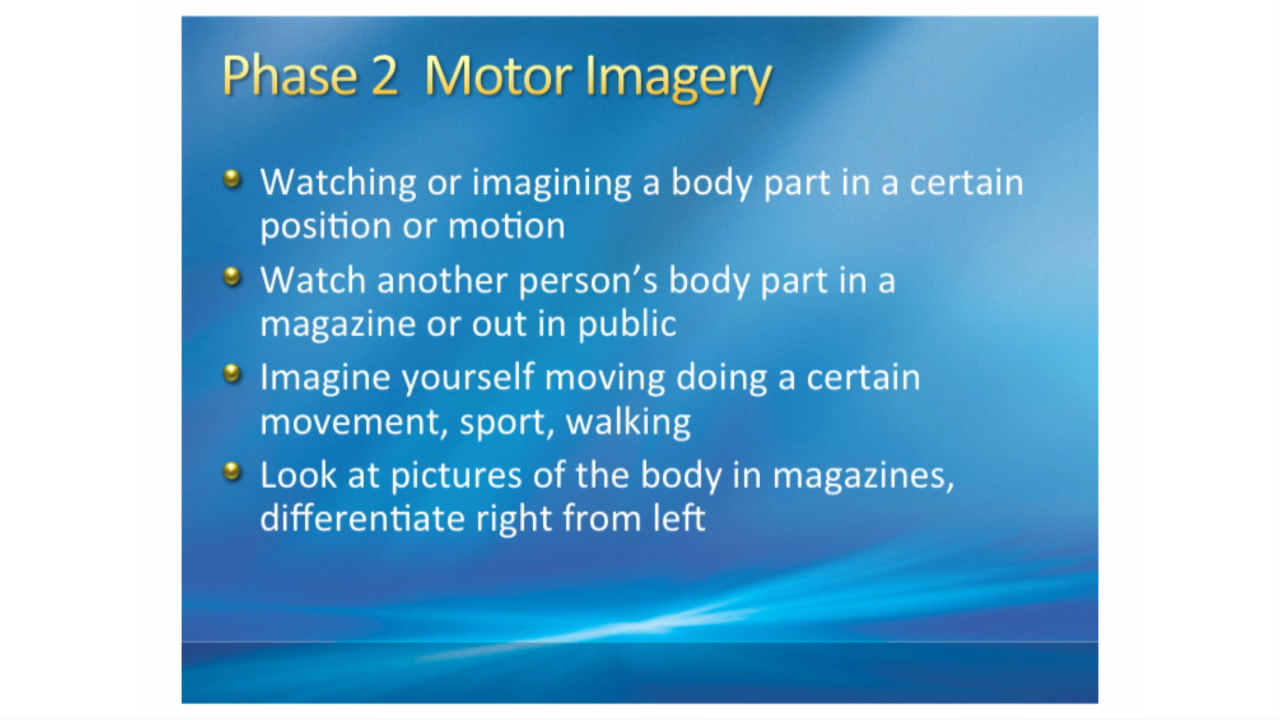 Phase 2 Motor Imagery
Watching or imagining a body part in a certain
position or motion
Watch another person’s body part in a
magazine or out in public
Imagine yourself moving doing a certain
movement, sport, walking
Look at pictures of the body in magazines,
differentiate right from left